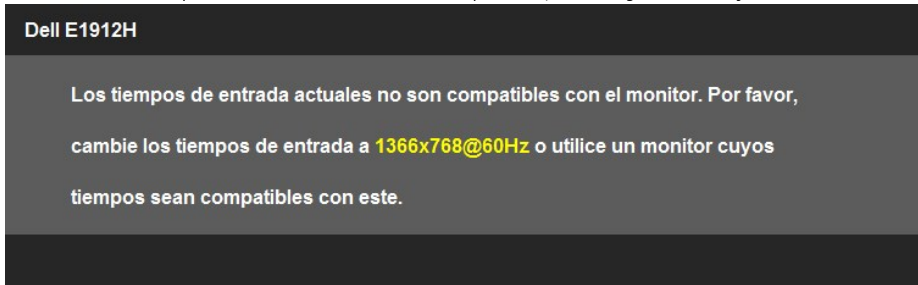 Dell E1912H
Los tiempos de entrada actuales no son compatibles con el monitor. Por favor,
cambie los tiempos de entrada a 1366x768@60Hz o utilice un monitor cuyos
tiempos sean compatibles con este.